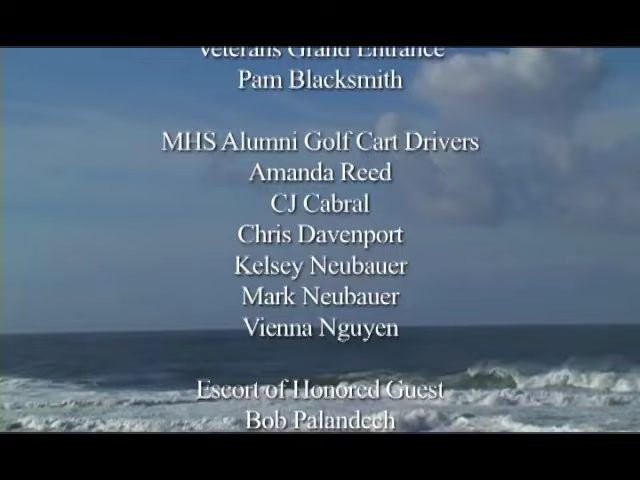 Veterans Grand Entrance
Pam Blacksmith
MHS Alumni Golf Cart Drivers
Amanda Reed
CJ Cabral
Chris Davenport
Kelsey Neubauer
Mark Neubauer
Vienna Nguyen
Escort of Honored Guest
Bob Palandech